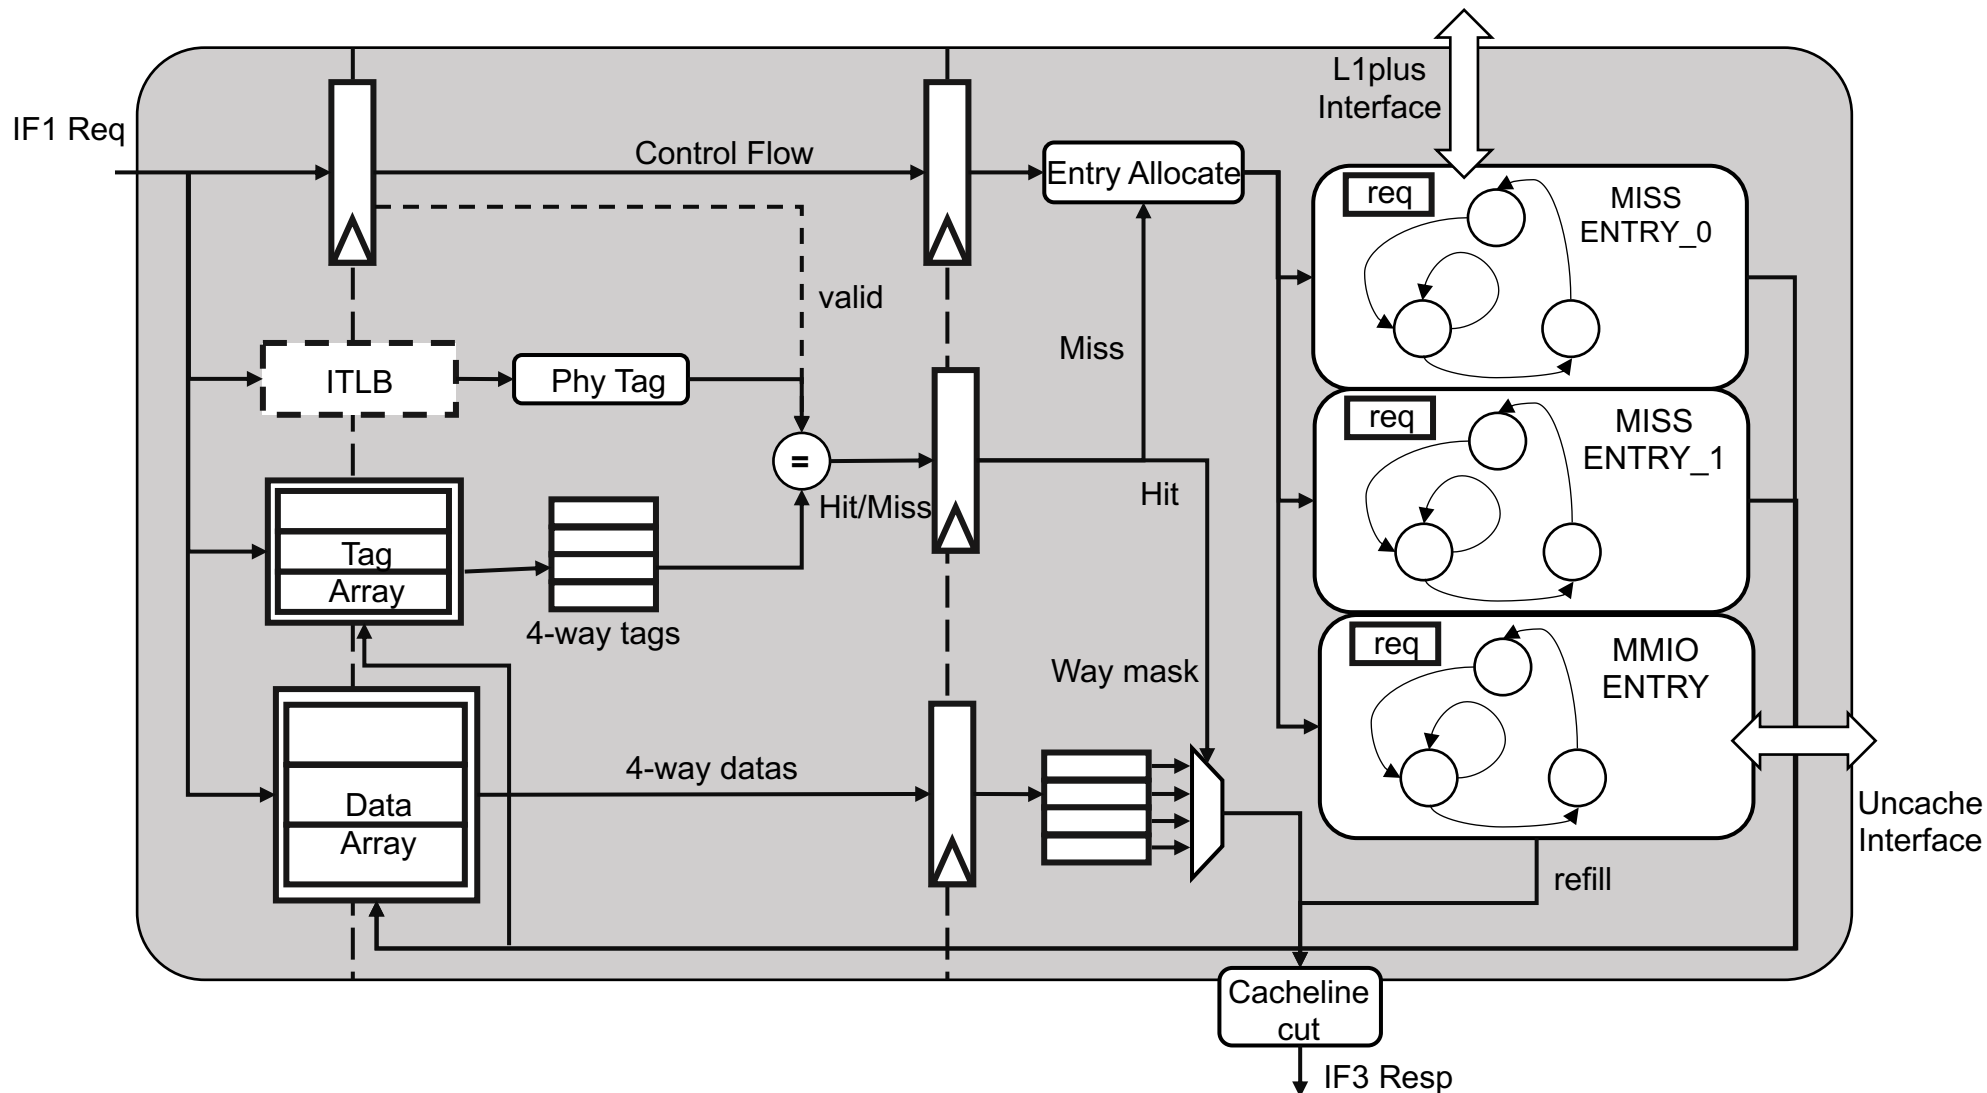 L1plus
Interface
IF1 Req
Control Flow
Entry Allocate
req
MISS
ENTRY_0
valid
Miss
ITLB
Phy Tag
req
MISS
ENTRY_1
=
Hit/Miss
Hit
Tag
Array
4-way tags
req
MMIO
ENTRY
Way mask
4-way datas
Data
Array
Uncache
Interface
refill
Cacheline
cut
IF3 Resp